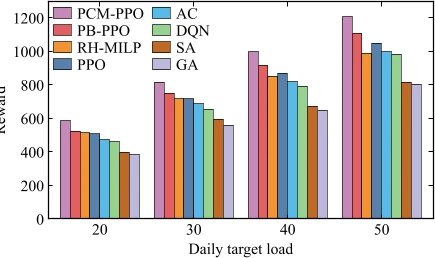 1200
1000
800
600
400
200
0
Reward
PCM-PPO
PB-PPO
RH-MILP
PPO
AC
DQN
SA
GA
20 30 40 50
Daily target load